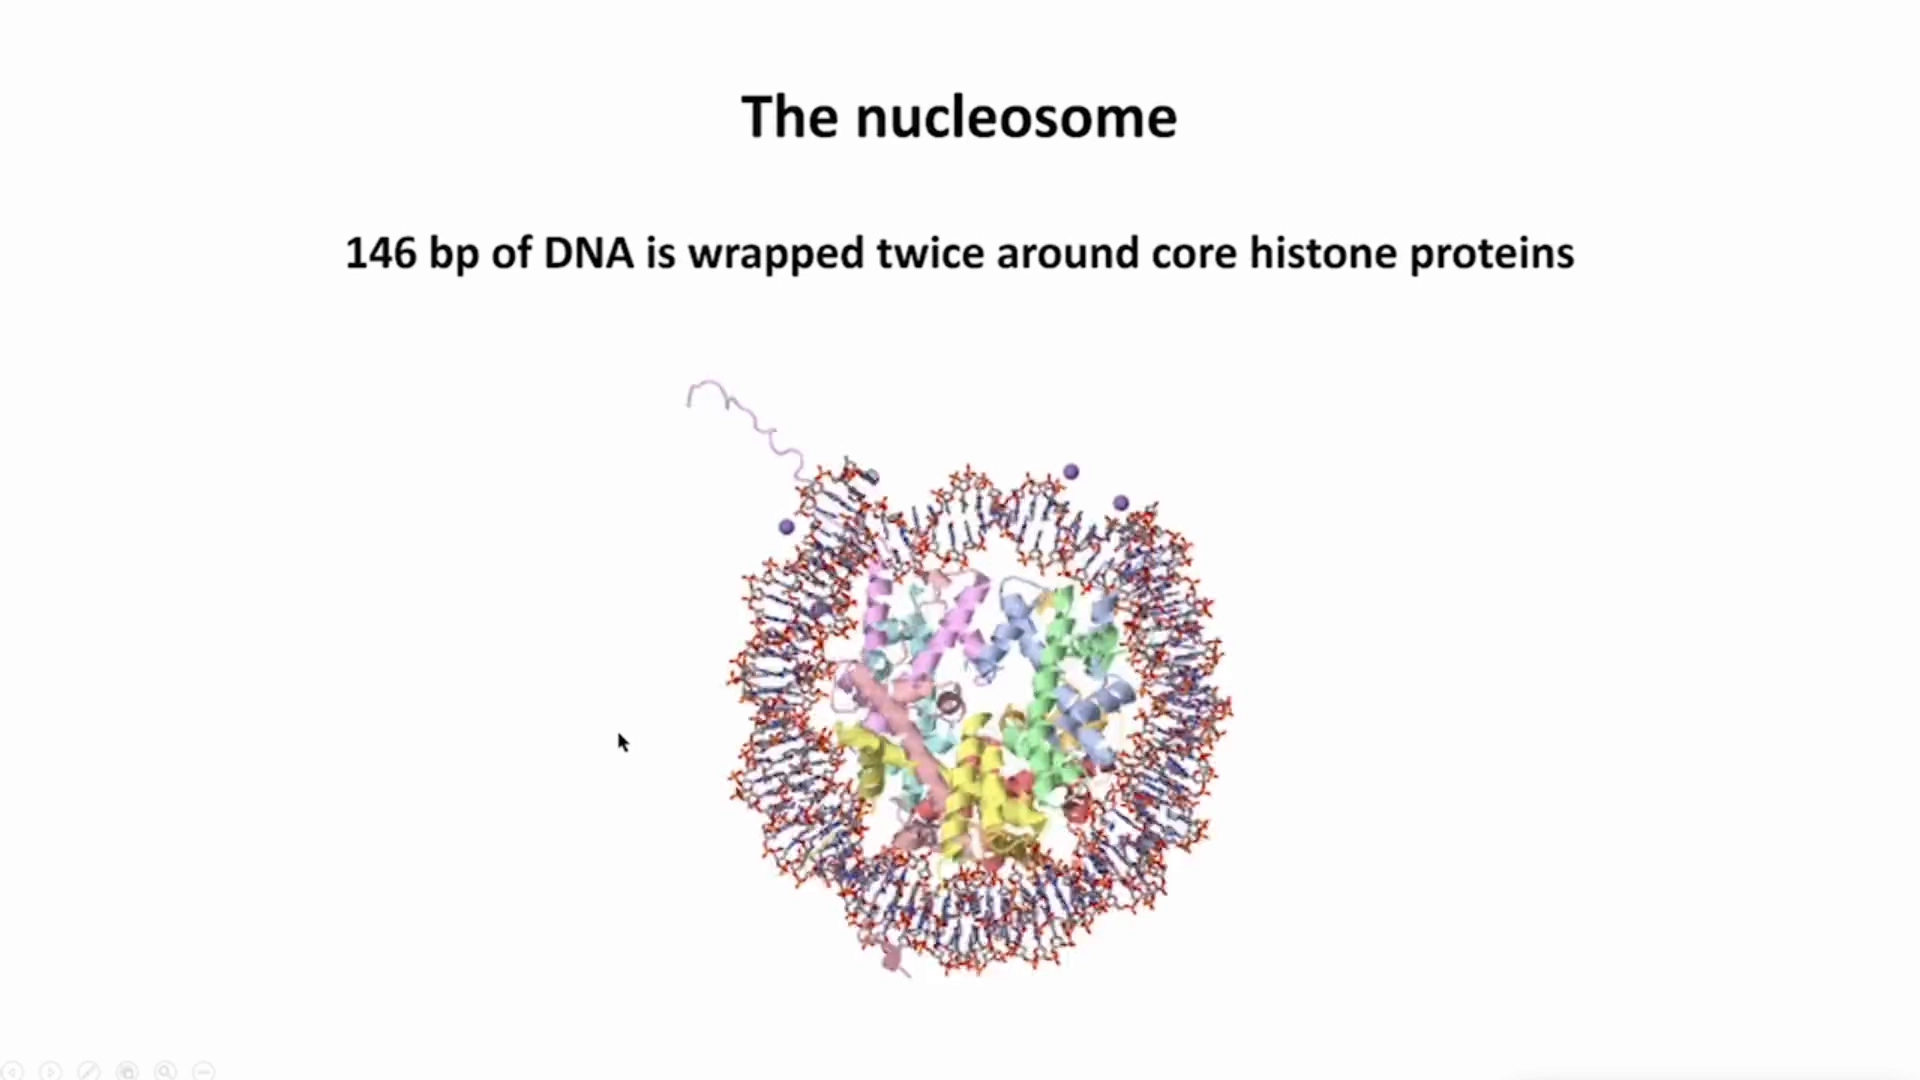 The nucleosome
146 bp of DNA is wrapped twice around core histone proteins